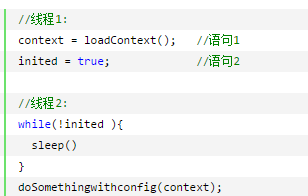 //线程1:
context = loadContext();   //语句1
inited = true;             //语句2

//线程2:
while(!inited ){
  sleep()
}
doSomethingwithconfig(context);